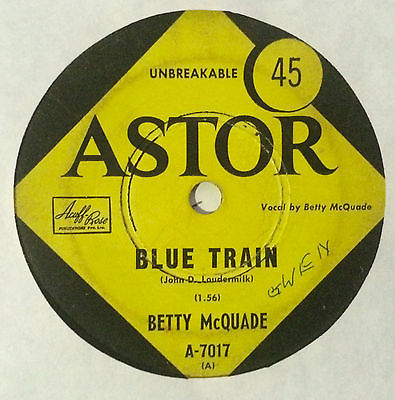 UNBREAKABLE
45
ASTOR
Acuff-Rose
PUBLICATIONS Pty. Ltd.
Vocal by Betty McQuade
BLUE TRAIN
(John D. Loudermilk)
(1.56)
GWEN
BETTY McQUADE
A-7017
(A)